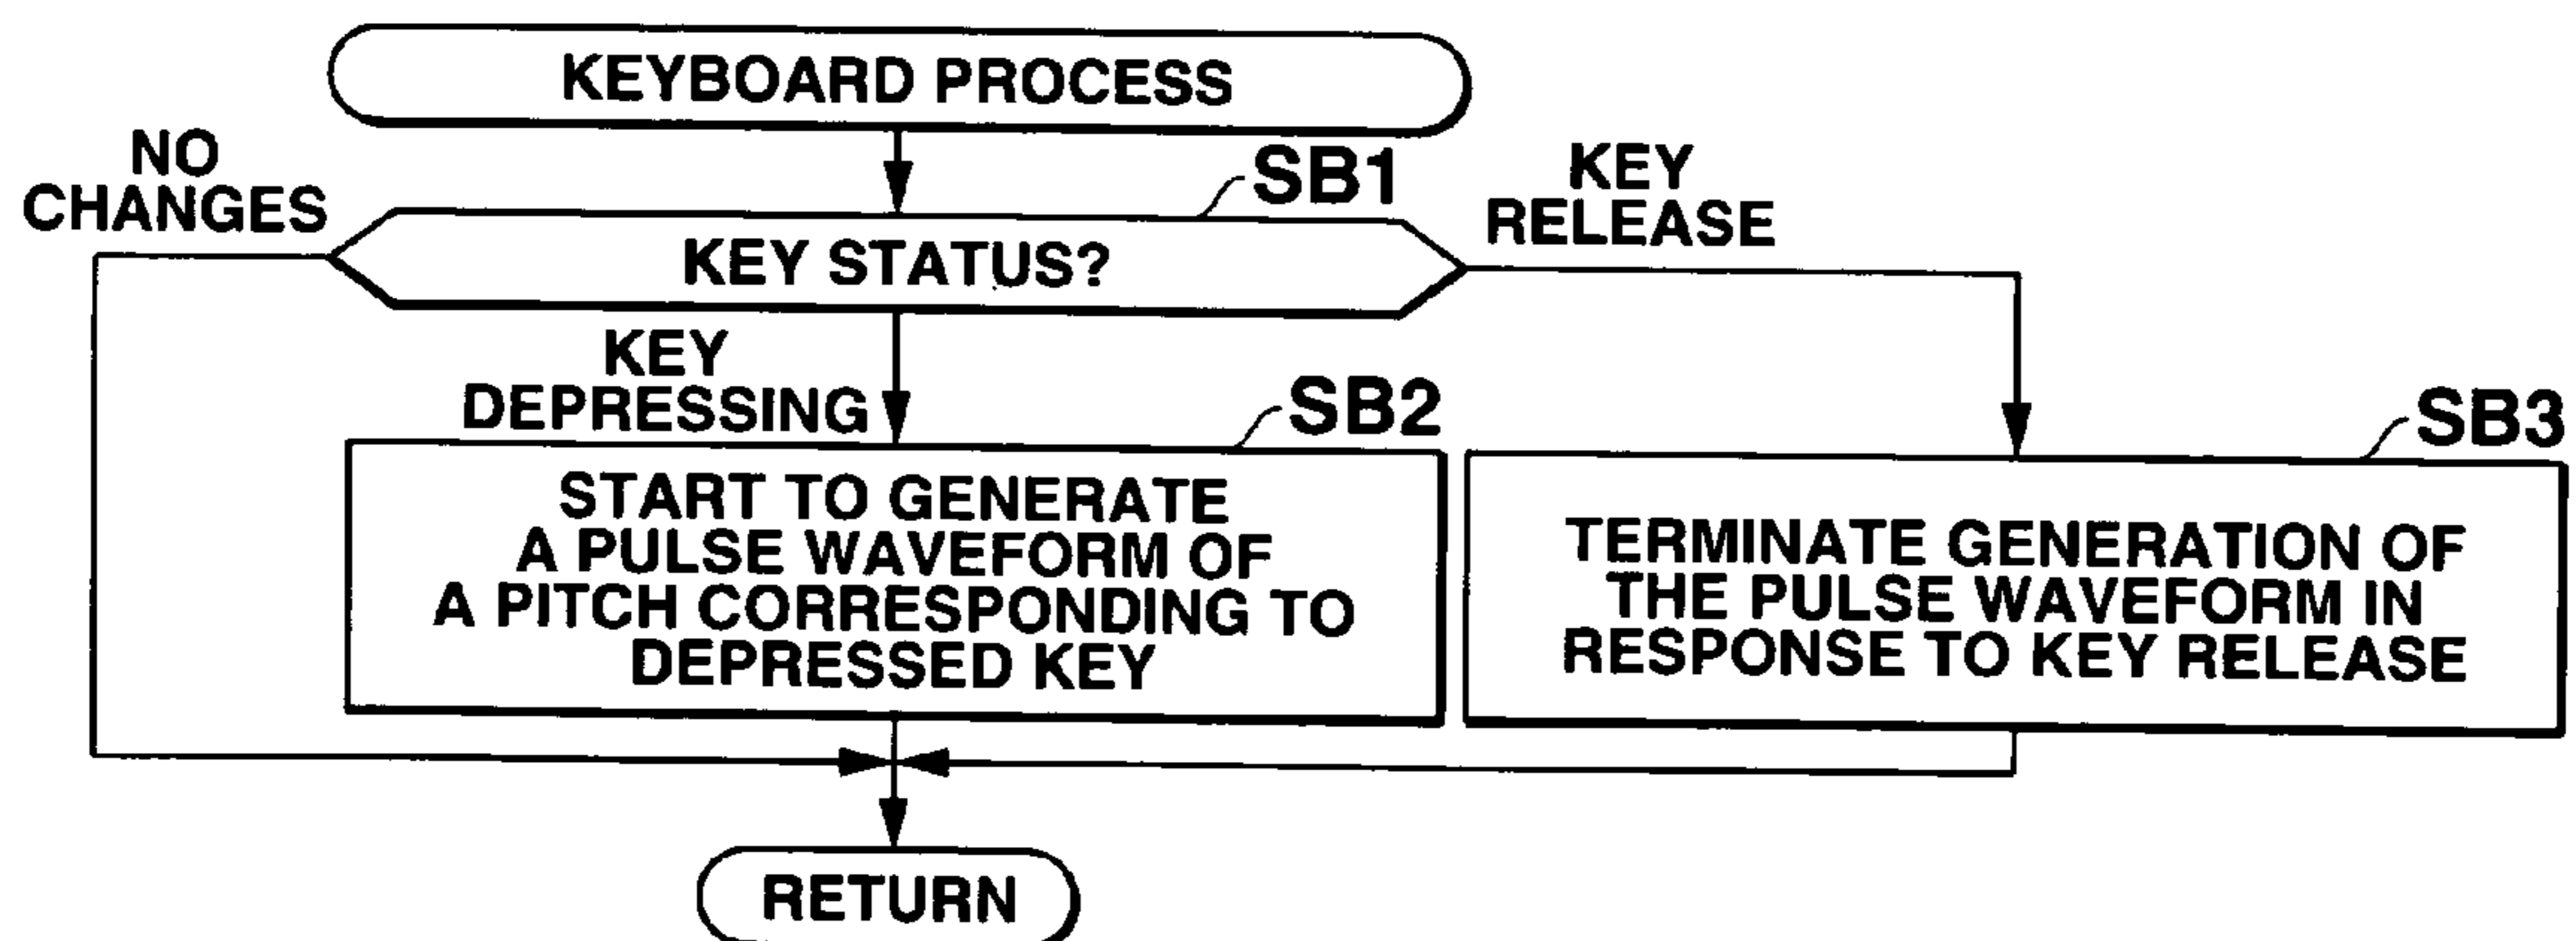 KEYBOARD PROCESS
NO
CHANGES
SB1
KEY
RELEASE
KEY STATUS?
KEY
DEPRESSING
SB2
SB3
START TO GENERATE
A PULSE WAVEFORM OF
A PITCH CORRESPONDING TO
DEPRESSED KEY
TERMINATE GENERATION OF
THE PULSE WAVEFORM IN
RESPONSE TO KEY RELEASE
RETURN